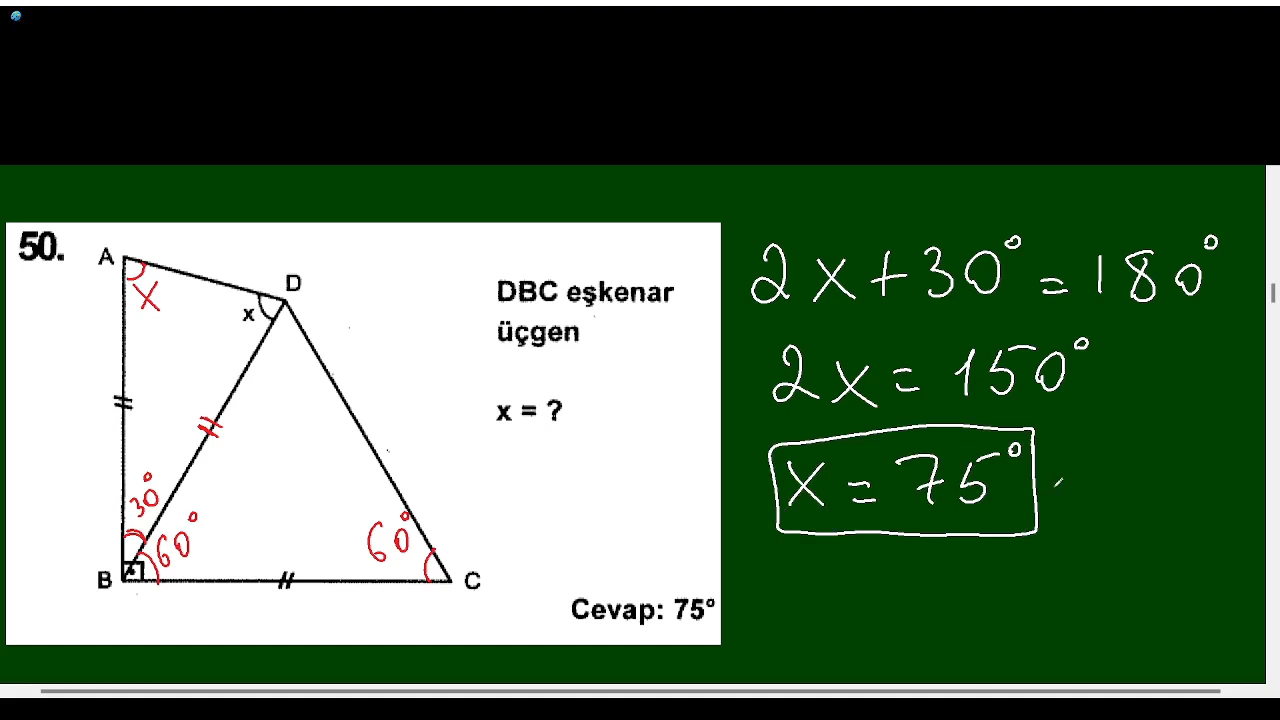 50.
A
D
x
X
DBC eşkenar
üçgen
x = ?
30°
60°
60°
B
C
Cevap: 75°
2x+30°=180°
2x=150°
x=75°